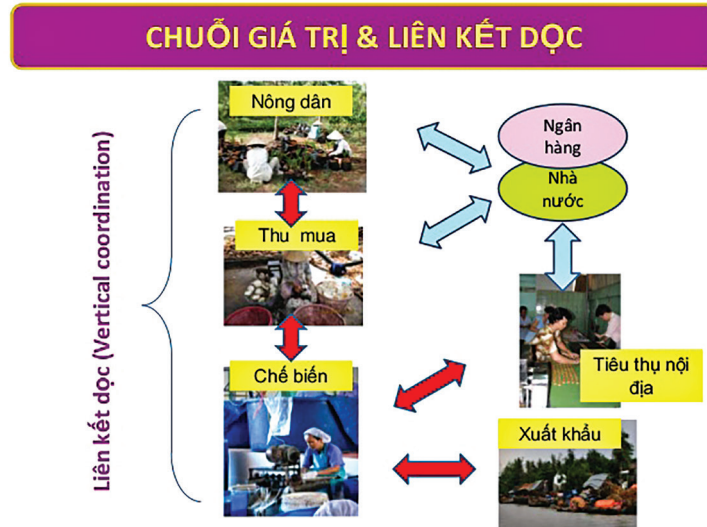 CHUỖI GIÁ TRỊ & LIÊN KẾT DỌC
Liên kết dọc (Vertical coordination)
Nông dân
Thu mua
Chế biến
Ngân
hàng
Nhà
nước
Tiêu thụ nội
địa
Xuất khẩu